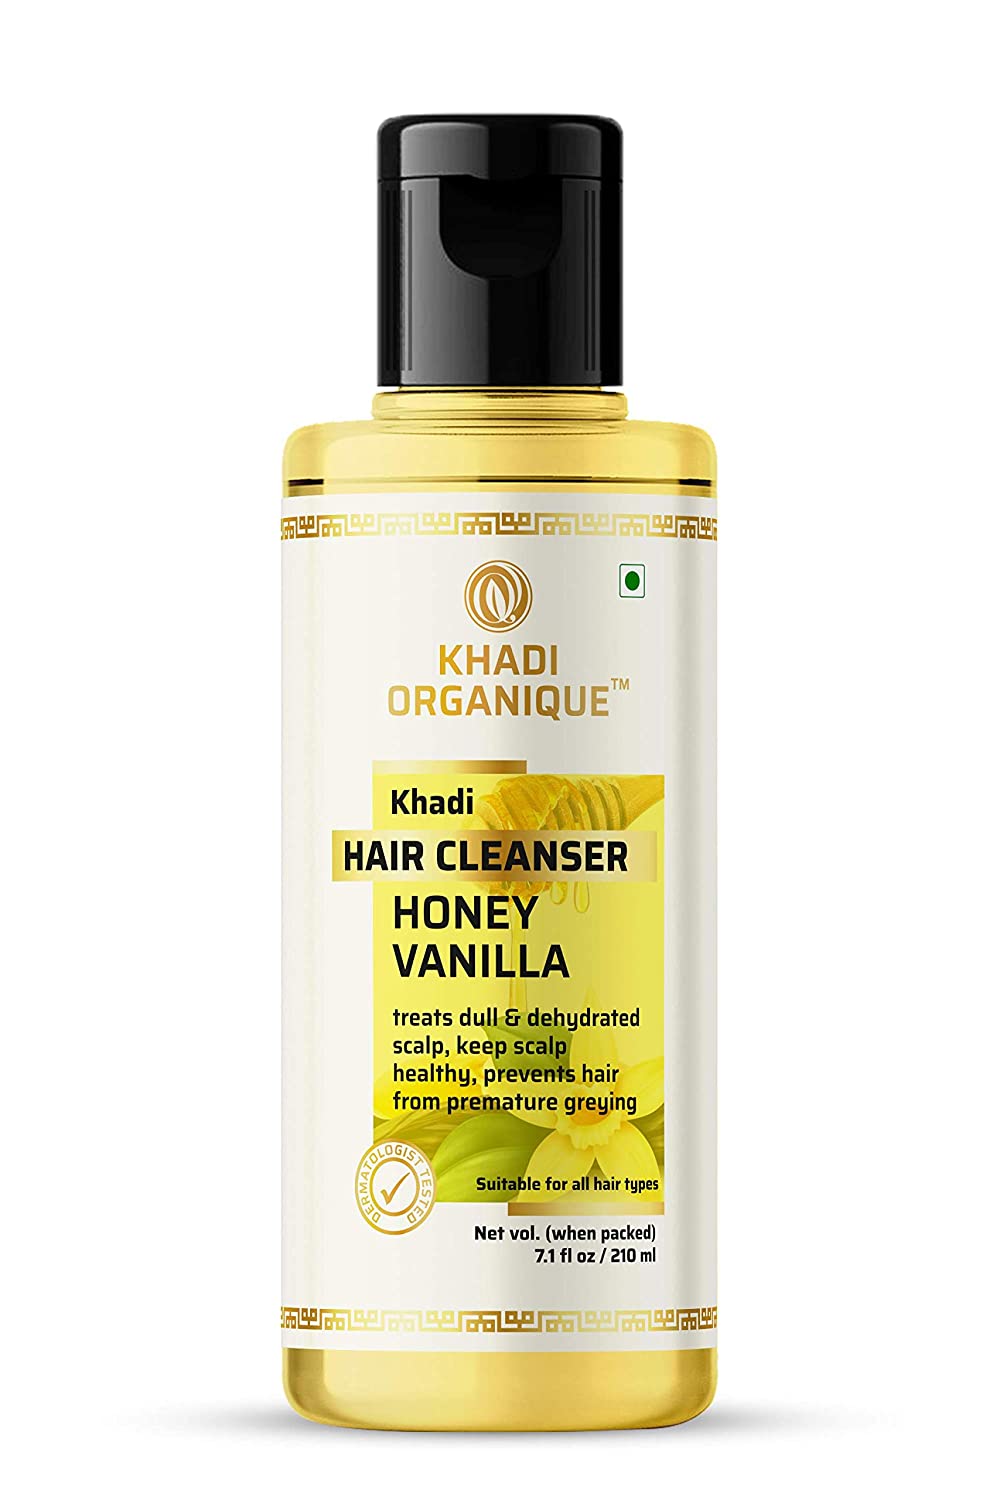 KHADI
ORGANIQUE™
Khadi
HAIR CLEANSER
HONEY
VANILLA
treats dull & dehydrated
scalp, keep scalp
healthy, prevents hair
from premature greying
DERMATOLOGIST TESTED
Suitable for all hair types
Net vol. (when packed)
7.1 fl oz / 210 ml